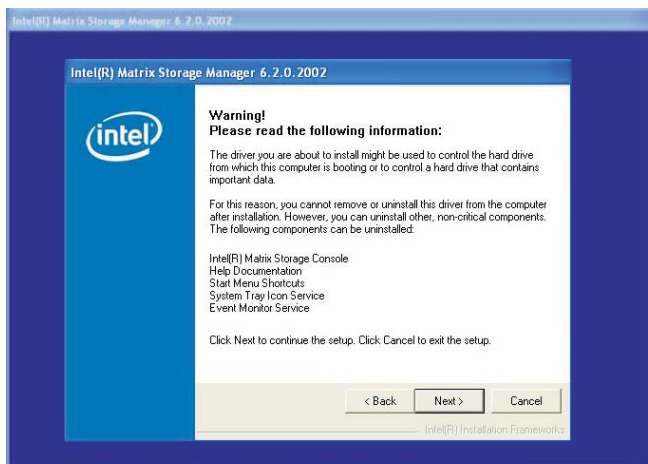 Intel(R) Matrix Storage Manager 6.2.0.2002
Intel(R) Matrix Storage Manager 6.2.0.2002
intel
Warning!
Please read the following information:
The driver you are about to install might be used to control the hard drive
from which this computer is booting or to control a hard drive that contains
important data.
For this reason, you cannot remove or uninstall this driver from the computer
after installation. However, you can uninstall other, non-critical components.
The following components can be uninstalled:
Intel(R) Matrix Storage Console
Help Documentation
Start Menu Shortcuts
System Tray Icon Service
Event Monitor Service
Click Next to continue the setup. Click Cancel to exit the setup.
< Back Next > Cancel
Intel(R) Installation Frameworks